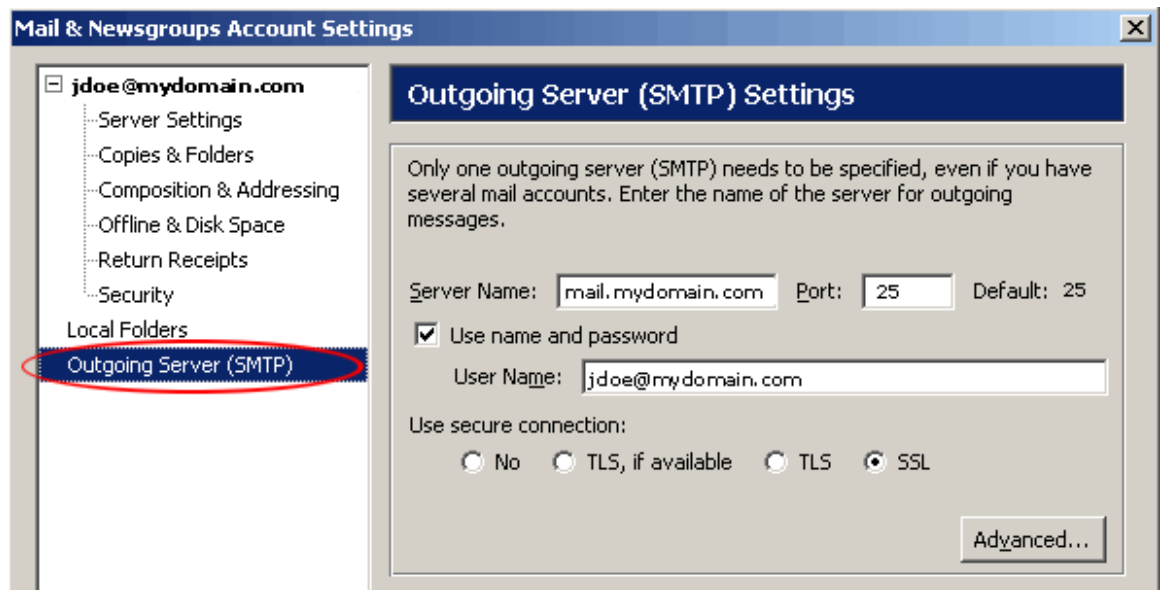 Mail & Newsgroups Account Settings
jdoe@mydomain.com
Server Settings
Copies & Folders
Composition & Addressing
Offline & Disk Space
Return Receipts
Security
Local Folders
Outgoing Server (SMTP)
Outgoing Server (SMTP) Settings
Only one outgoing server (SMTP) needs to be specified, even if you have
several mail accounts. Enter the name of the server for outgoing
messages.
Server Name: mail.mydomain.com Port: 25 Default: 25
Use name and password
User Name: jdoe@mydomain.com
Use secure connection:
No TLS, if available TLS SSL
Advanced...